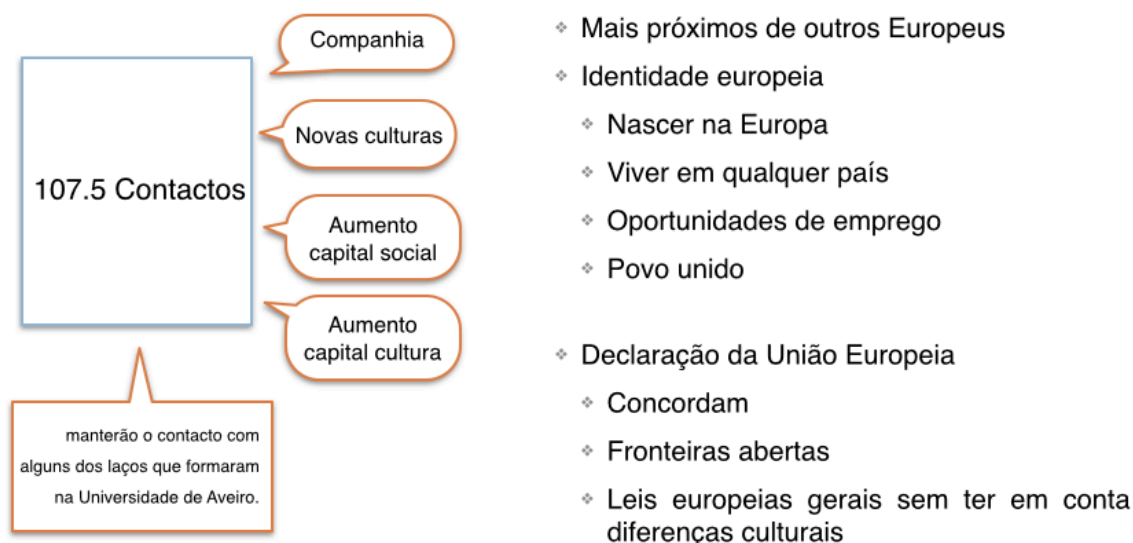 Companhia
Novas culturas
107.5 Contactos
Aumento
capital social
Aumento
capital cultura
manterão o contacto com
alguns dos laços que formaram
na Universidade de Aveiro.
Mais próximos de outros Europeus
Identidade europeia
Nascer na Europa
Viver em qualquer país
Oportunidades de emprego
Povo unido
Declaração da União Europeia
Concordam
Fronteiras abertas
Leis europeias gerais sem ter em conta
diferenças culturais